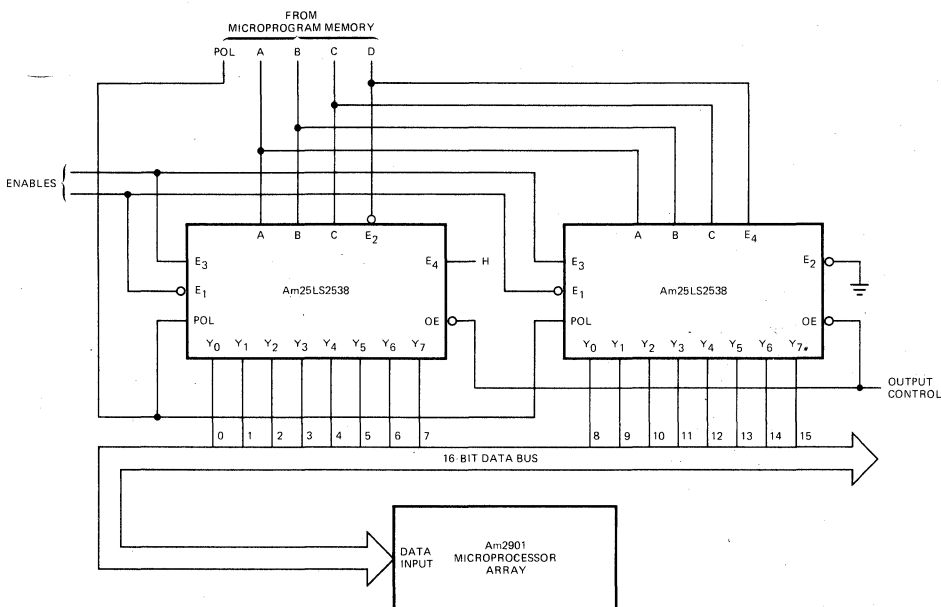 FROM
MICROPROGRAM MEMORY
POL A B C D
ENABLES
A B C E2
E3
E1
POL
E4 H
OE
Am25LS2538
Y0 Y1 Y2 Y3 Y4 Y5 Y6 Y7
A B C E4
E3
E1
POL
E2
OE
Am25LS2538
Y0 Y1 Y2 Y3 Y4 Y5 Y6 Y7
OUTPUT
CONTROL
0 1 2 3 4 5 6 7
8 9 10 11 12 13 14 15
16-BIT DATA BUS
DATA
INPUT
Am2901
MICROPROCESSOR
ARRAY